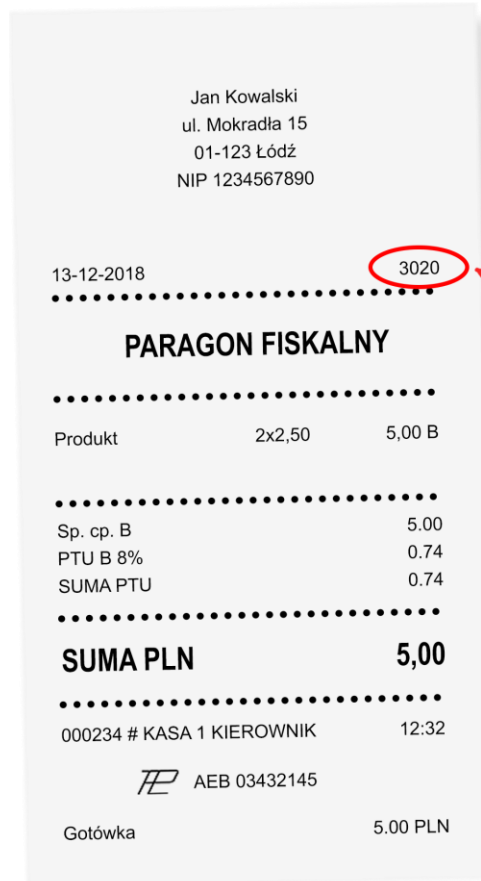 Jan Kowalski
ul. Mokradła 15
01-123 Łódź
NIP 1234567890
13-12-2018 3020
PARAGON FISKALNY
Produkt 2x2,50 5,00 B
Sp. cp. B 5.00
PTU B 8% 0.74
SUMA PTU 0.74
SUMA PLN 5,00
000234 # KASA 1 KIEROWNIK 12:32
AEB 03432145
Gotówka 5.00 PLN